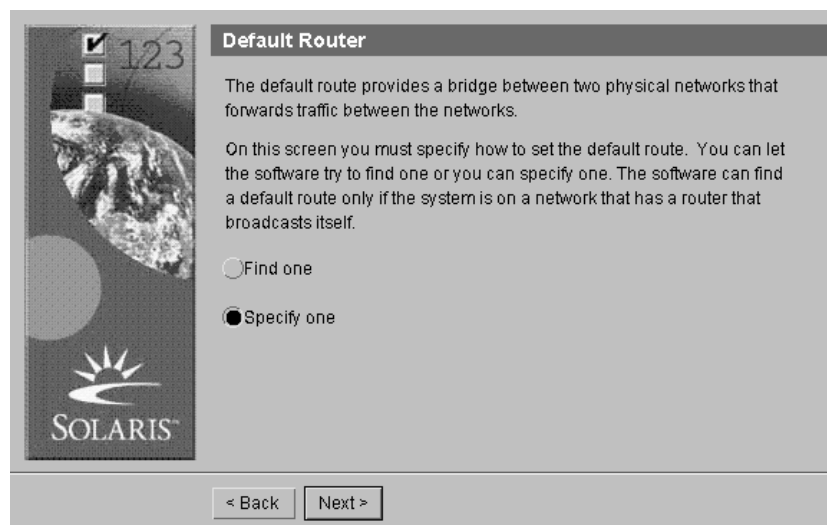 123
SOLARIS™
Default Router
The default route provides a bridge between two physical networks that
forwards traffic between the networks.
On this screen you must specify how to set the default route. You can let
the software try to find one or you can specify one. The software can find
a default route only if the system is on a network that has a router that
broadcasts itself.
Find one
Specify one
< Back
Next >